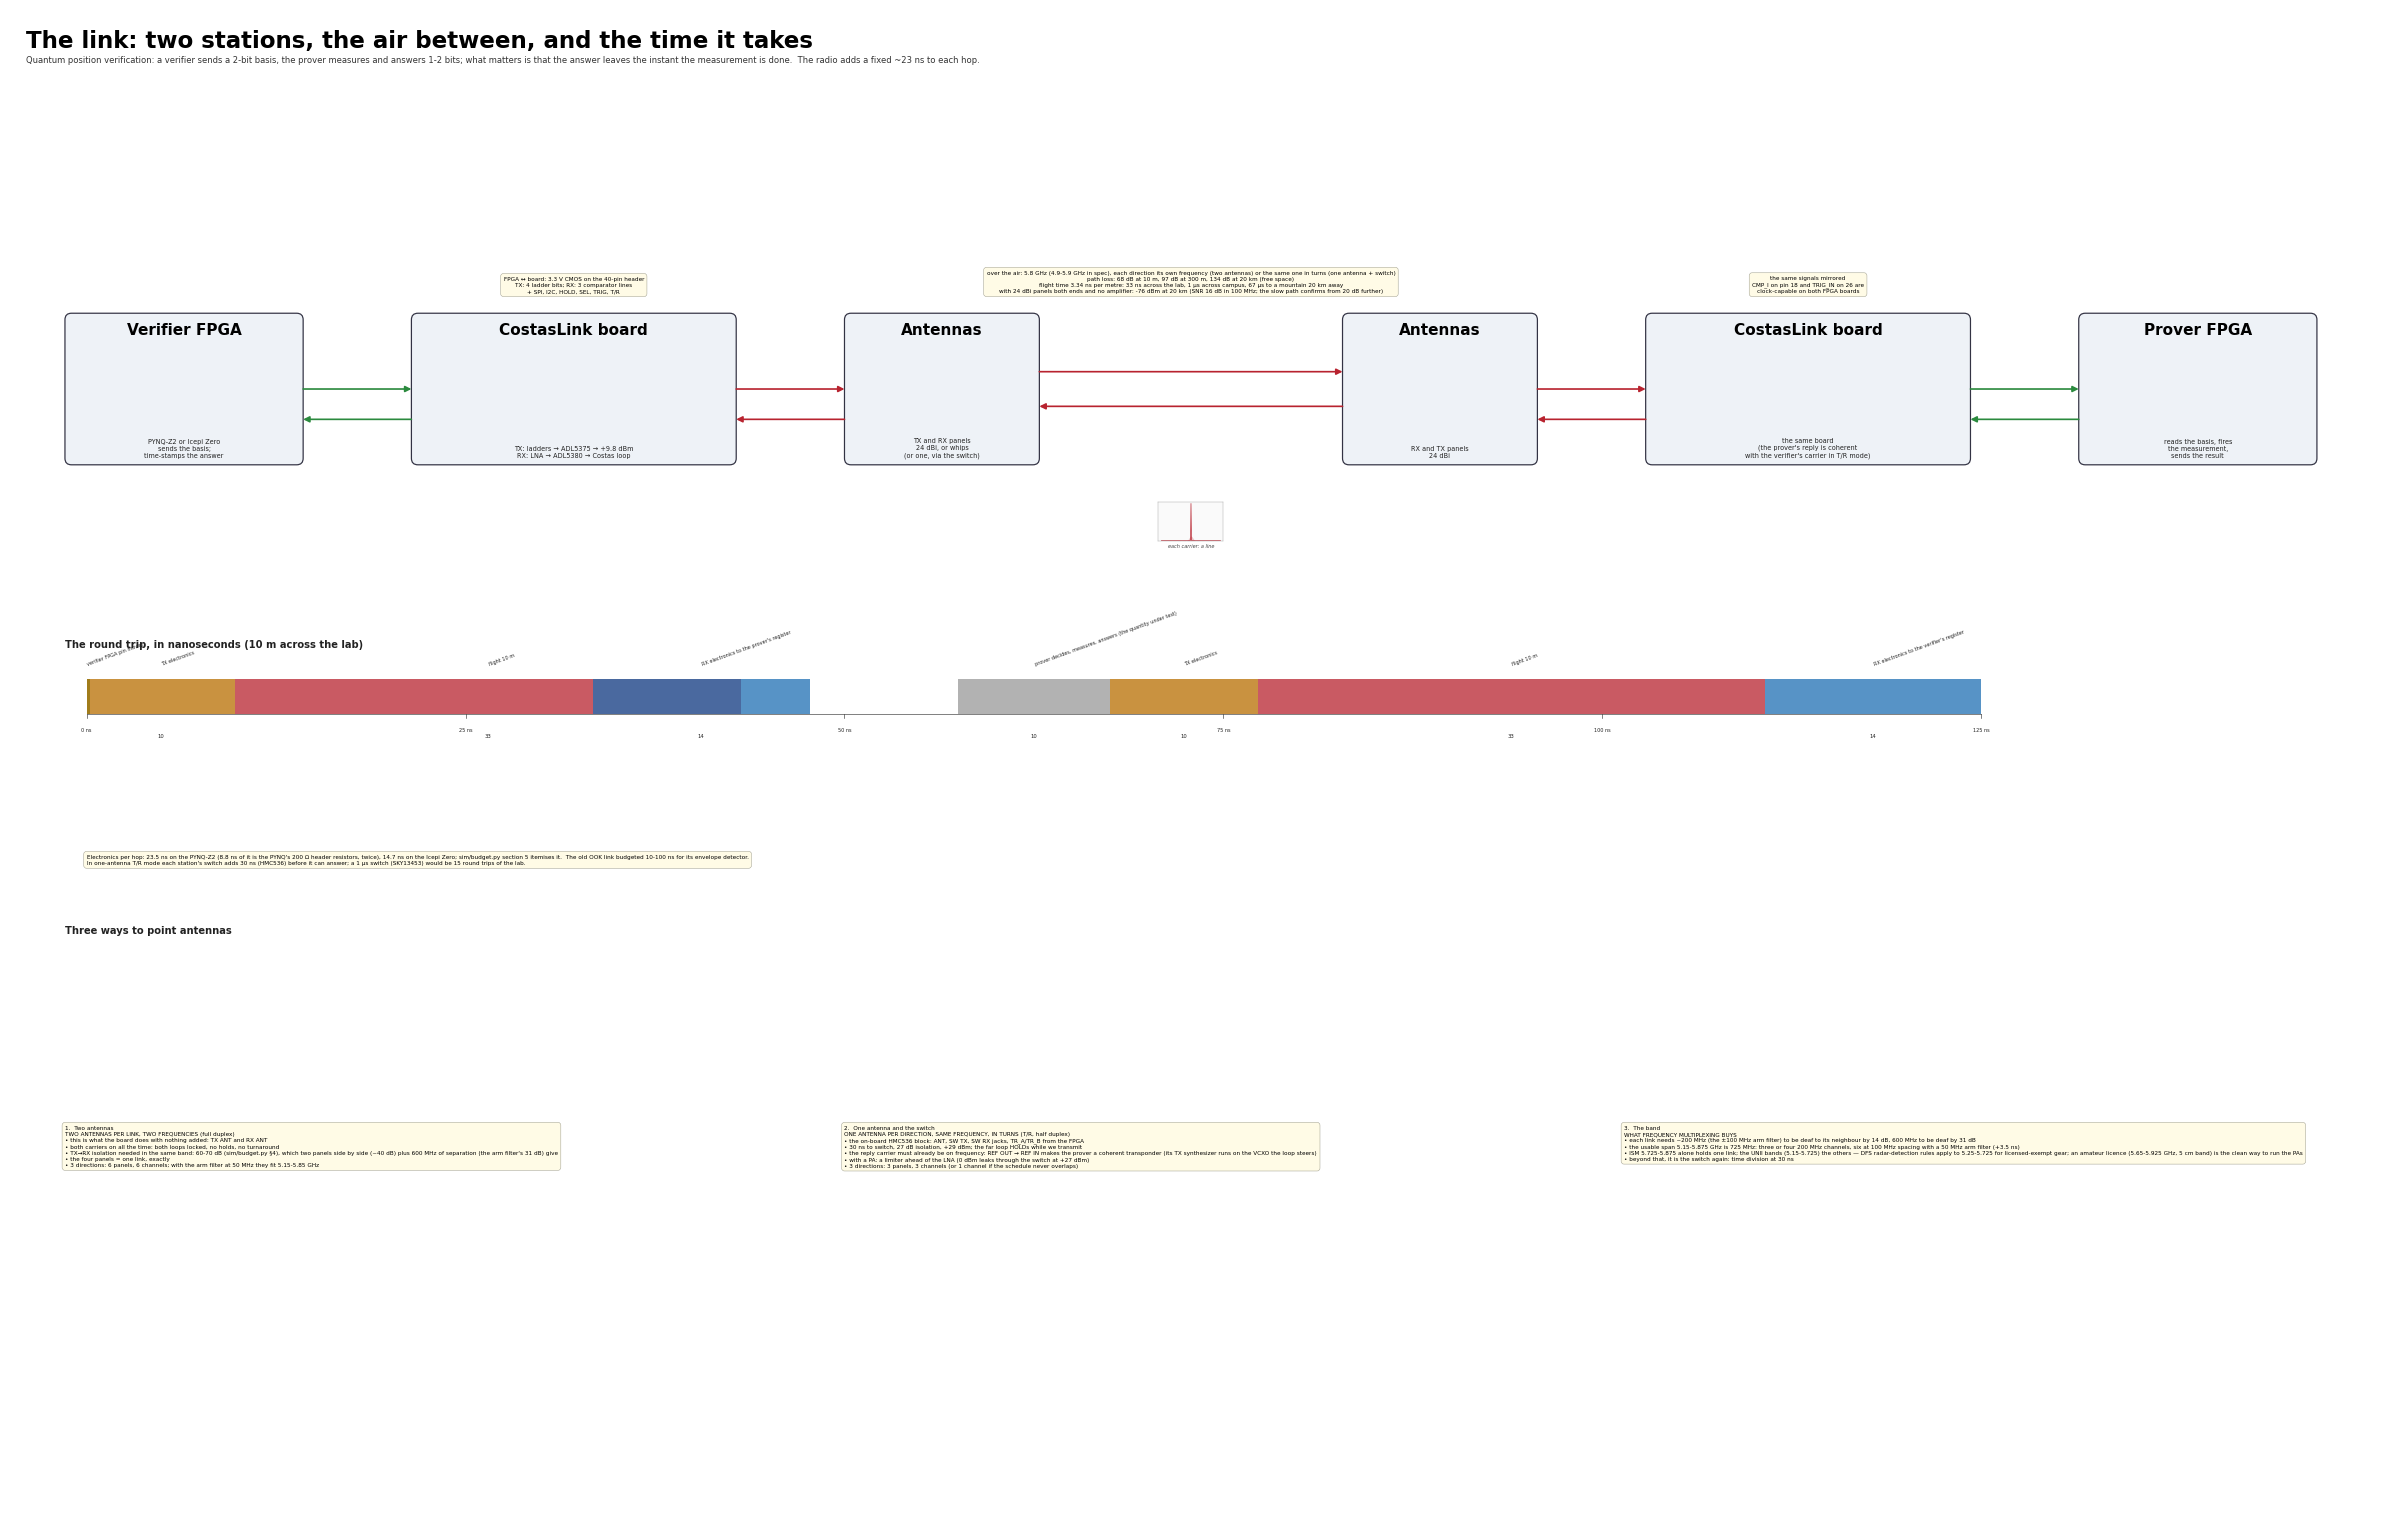 The link: two stations, the air between, and the time it takes
Quantum position verification: a verifier sends a 2-bit basis, the prover measures and answers 1-2 bits; what matters is that the answer leaves the instant the measurement is done.  The radio adds a fixed ~23 ns to each hop.
FPGA ↔ board: 3.3 V CMOS on the 40-pin header
TX: 4 ladder bits; RX: 3 comparator lines
+ SPI, I2C, HOLD, SEL, TRIG, T/R
over the air: 5.8 GHz (4.9-5.9 GHz in spec), each direction its own frequency (two antennas) or the same one in turns (one antenna + switch)
path loss: 68 dB at 10 m, 97 dB at 300 m, 134 dB at 20 km (free space)
flight time 3.34 ns per metre: 33 ns across the lab, 1 µs across campus, 67 µs to a mountain 20 km away
with 24 dBi panels both ends and no amplifier: -76 dBm at 20 km (SNR 16 dB in 100 MHz; the slow path confirms from 20 dB further)
the same signals mirrored
CMP_I on pin 18 and TRIG_IN on 26 are
clock-capable on both FPGA boards
Verifier FPGA
PYNQ-Z2 or Icepi Zero
sends the basis;
time-stamps the answer
CostasLink board
TX: ladders → ADL5375 → +9.8 dBm
RX: LNA → ADL5380 → Costas loop
Antennas
TX and RX panels
24 dBi, or whips
(or one, via the switch)
Antennas
RX and TX panels
24 dBi
CostasLink board
the same board
(the prover's reply is coherent
with the verifier's carrier in T/R mode)
Prover FPGA
reads the basis, fires
the measurement,
sends the result
each carrier: a line
The round trip, in nanoseconds (10 m across the lab)
verifier FPGA pin
TX electronics
flight 10 m
RX electronics to the prover's register
prover decides, measures, answers (the quantity under test)
TX electronics
flight 10 m
RX electronics to the verifier's register
0 ns
25 ns
50 ns
75 ns
100 ns
125 ns
10
33
14
10
10
33
14
Electronics per hop: 23.5 ns on the PYNQ-Z2 (8.8 ns of it is the PYNQ's 200 Ω header resistors, twice), 14.7 ns on the Icepi Zero; sim/budget.py section 5 itemises it.  The old OOK link budgeted 10-100 ns for its envelope detector.
In one-antenna T/R mode each station's switch adds 30 ns (HMC536) before it can answer; a 1 µs switch (SKY13453) would be 15 round trips of the lab.
Three ways to point antennas
1.  Two antennas
TWO ANTENNAS PER LINK, TWO FREQUENCIES (full duplex)
• this is what the board does with nothing added: TX ANT and RX ANT
• both carriers on all the time: both loops locked, no holds, no turnaround
• TX→RX isolation needed in the same band: 60-70 dB (sim/budget.py §4), which two panels side by side (~40 dB) plus 600 MHz of separation (the arm filter's 31 dB) give
• the four panels = one link, exactly
• 3 directions: 6 panels, 6 channels; with the arm filter at 50 MHz they fit 5.15-5.85 GHz
2.  One antenna and the switch
ONE ANTENNA PER DIRECTION, SAME FREQUENCY, IN TURNS (T/R, half duplex)
• the on-board HMC536 block: ANT, SW TX, SW RX jacks, TR_A/TR_B from the FPGA
• 30 ns to switch, 27 dB isolation, +29 dBm; the far loop HOLDs while we transmit
• the reply carrier must already be on frequency: REF OUT → REF IN makes the prover a coherent transponder (its TX synthesizer runs on the VCXO the loop steers)
• with a PA: a limiter ahead of the LNA (0 dBm leaks through the switch at +27 dBm)
• 3 directions: 3 panels, 3 channels (or 1 channel if the schedule never overlaps)
3.  The band
WHAT FREQUENCY MULTIPLEXING BUYS
• each link needs ~200 MHz (the ±100 MHz arm filter) to be deaf to its neighbour by 14 dB, 600 MHz to be deaf by 31 dB
• the usable span 5.15-5.875 GHz is 725 MHz: three or four 200 MHz channels, six at 100 MHz spacing with a 50 MHz arm filter (+3.5 ns)
• ISM 5.725-5.875 alone holds one link; the UNII bands (5.15-5.725) the others — DFS radar-detection rules apply to 5.25-5.725 for licensed-exempt gear; an amateur licence (5.65-5.925 GHz, 5 cm band) is the clean way to run the PAs
• beyond that, it is the switch again: time division at 30 ns